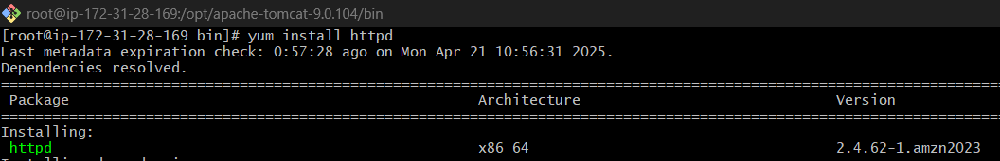 root@ip-172-31-28-169:/opt/apache-tomcat-9.0.104/bin
[root@ip-172-31-28-169 bin]# yum install httpd
Last metadata expiration check: 0:57:28 ago on Mon Apr 21 10:56:31 2025.
Dependencies resolved.
================================================================================================================================
Package Architecture Version
================================================================================================================================
Installing:
httpd x86_64 2.4.62-1.amzn2023